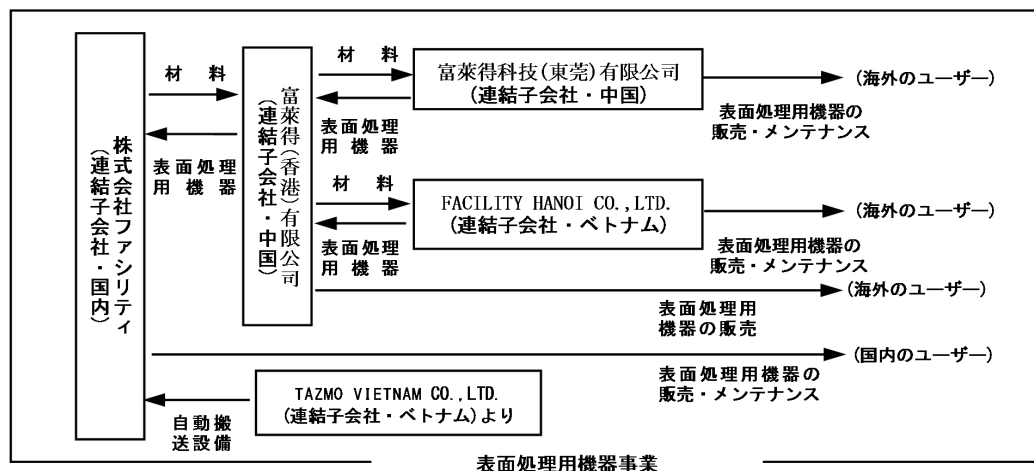 株式会社ファシリティ
(連結子会社・国内)
材　料
表面処理
用機器
富萊得(香港)有限公司
(連結子会社・中国)
材　料
表面処理
用機器
富萊得科技(東莞)有限公司
(連結子会社・中国)
(海外のユーザー)
表面処理用機器の
販売・メンテナンス
材　料
表面処理
用機器
FACILITY HANOI CO.,LTD.
(連結子会社・ベトナム)
(海外のユーザー)
表面処理用機器の
販売・メンテナンス
(海外のユーザー)
表面処理用
機器の販売
(国内のユーザー)
表面処理用機器の
販売・メンテナンス
TAZMO VIETNAM CO.,LTD.
(連結子会社・ベトナム)より
自動搬
送設備
表面処理用機器事業